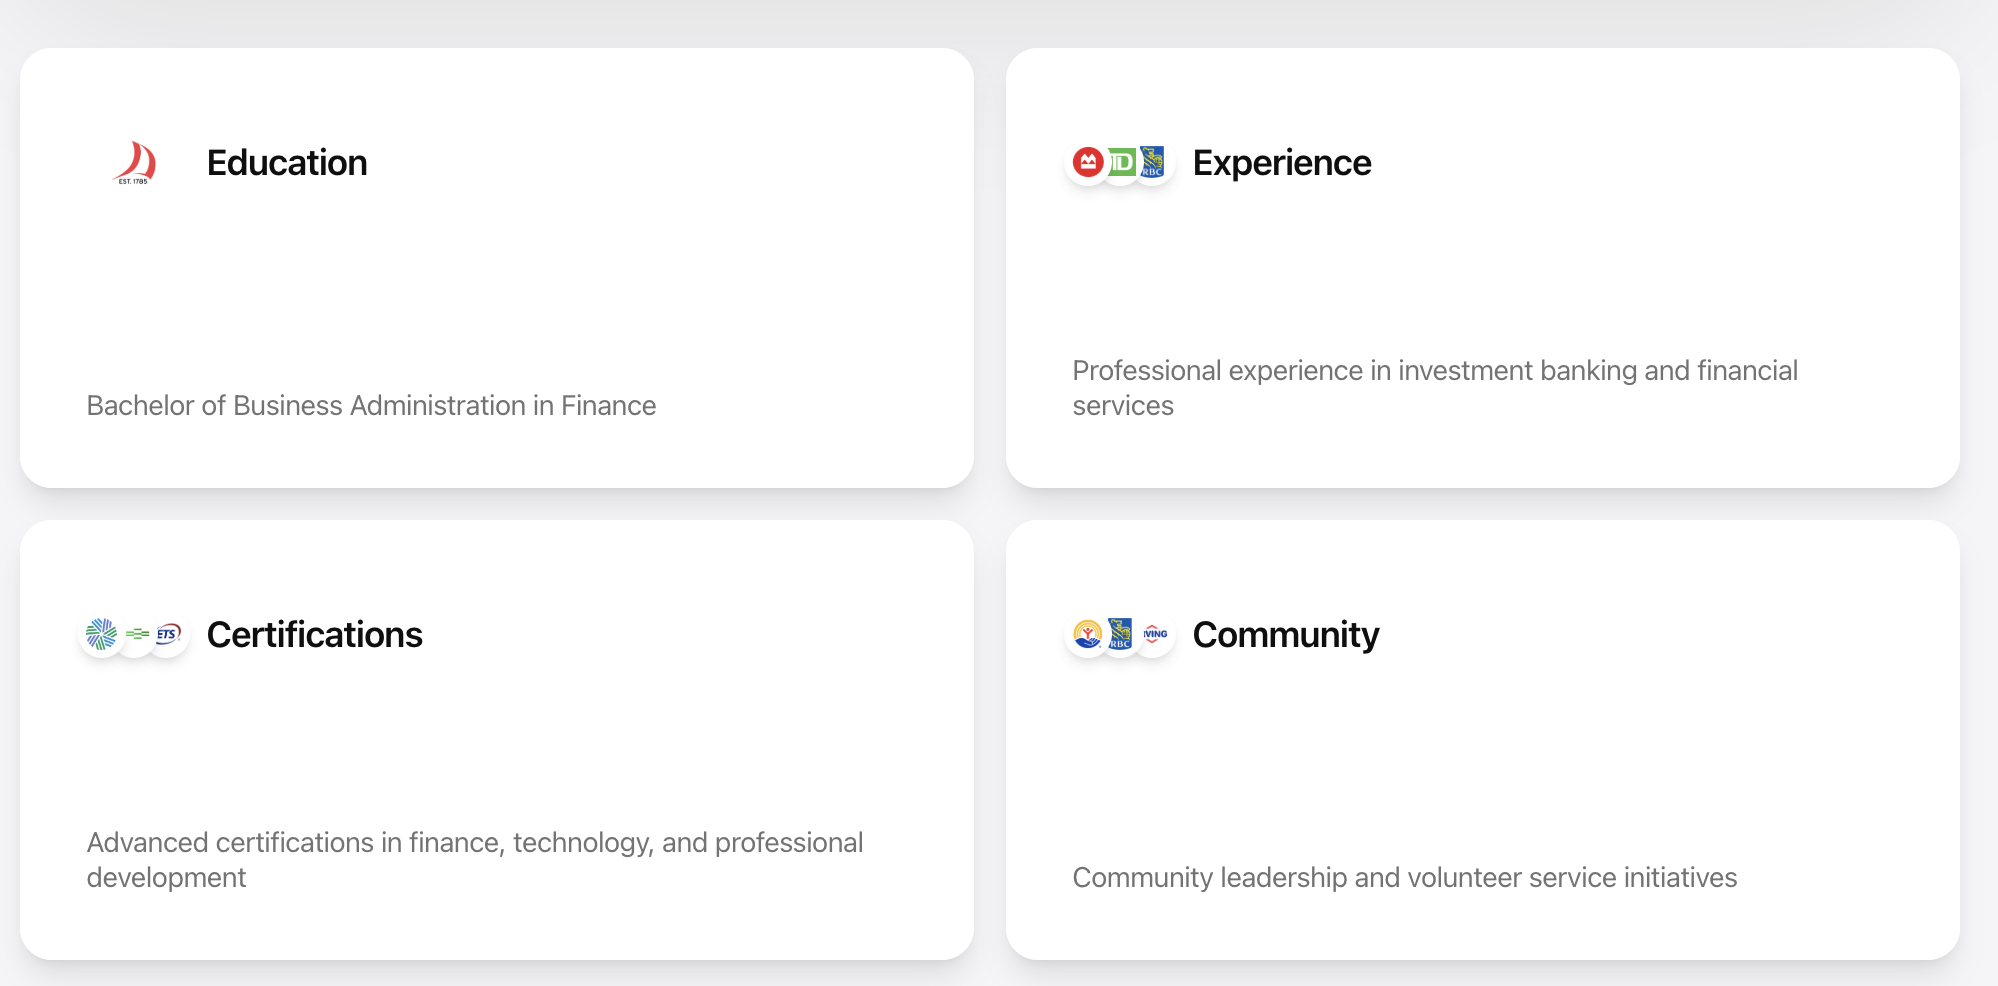 EST. 1785
Education
Bachelor of Business Administration in Finance
TD
RBC
Experience
Professional experience in investment banking and financial
services
ETS
Certifications
Advanced certifications in finance, technology, and professional
development
RBC
VING
Community
Community leadership and volunteer service initiatives